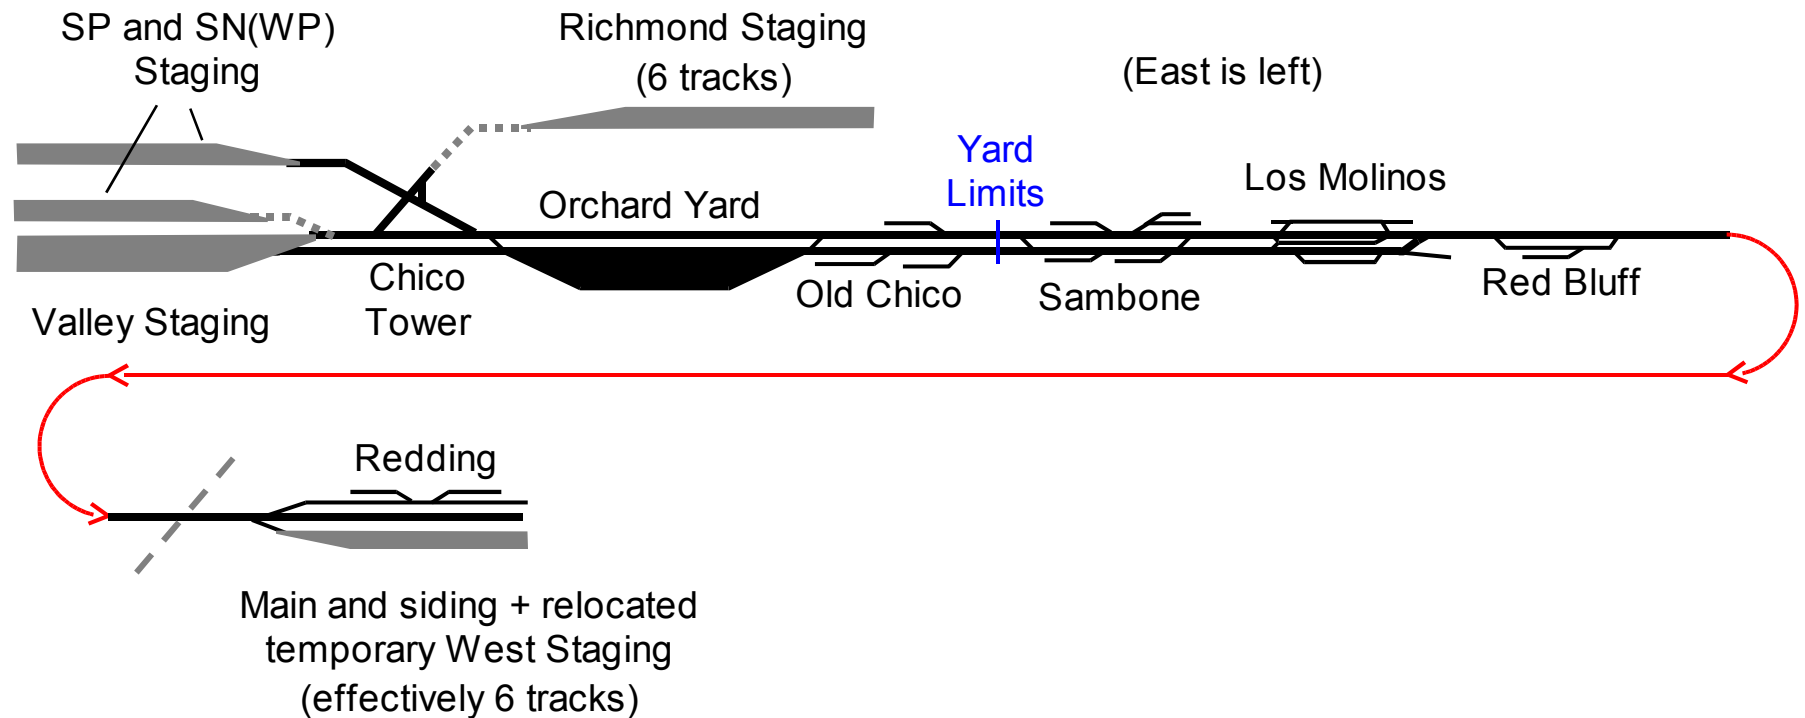 SP and SN(WP)
Staging
Richmond Staging
(6 tracks)
(East is left)
Yard
Limits
Los Molinos
Orchard Yard
Chico
Tower
Old Chico
Sambone
Red Bluff
Valley Staging
Redding
Main and siding + relocated
temporary West Staging
(effectively 6 tracks)